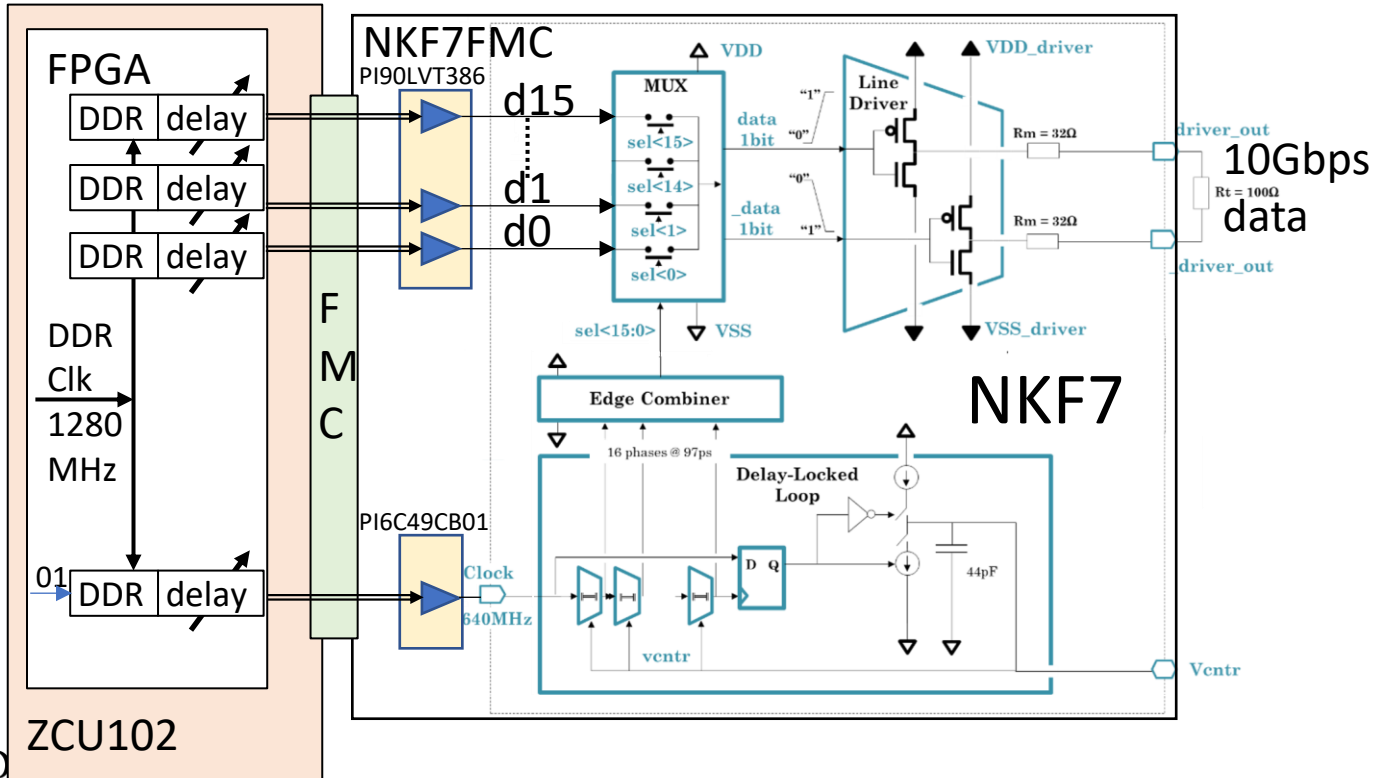 FPGA
DDR delay
DDR delay
DDR delay
DDR
Clk
1280
MHz
01
DDR delay
ZCU102
F
M
C
NKF7FMC
PI90LVT386
d15
d1
d0
PI6C49CB01
Clock
640MHz
MUX
VDD
sel<15>
sel<14>
sel<1>
sel<0>
sel<15:0>
VSS
data
1bit
"1"
"0"
_data
1bit
"0"
"1"
Line
Driver
VDD_driver
VSS_driver
Rm = 32Ω
Rm = 32Ω
driver_out
10Gbps
Rt = 100Ω
data
_driver_out
NKF7
Edge Combiner
16 phases @ 97ps
Delay-Locked
Loop
D Q
44pF
vcntr
Vcntr